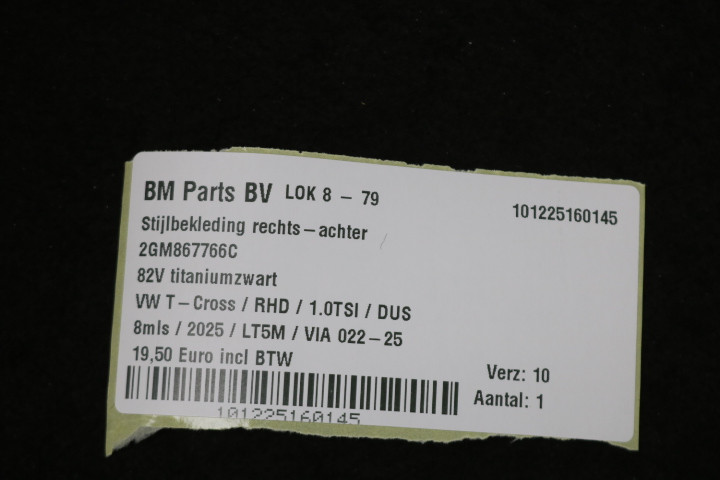 BM Parts BV LOK 8 – 79
101225160145
Stijlbekleding rechts–achter
2GM867766C
82V titaniumzwart
VW T–Cross / RHD / 1.0TSI / DUS
8mls / 2025 / LT5M / VIA 022–25
19,50 Euro incl BTW
Verz: 10
Aantal: 1
101225160145